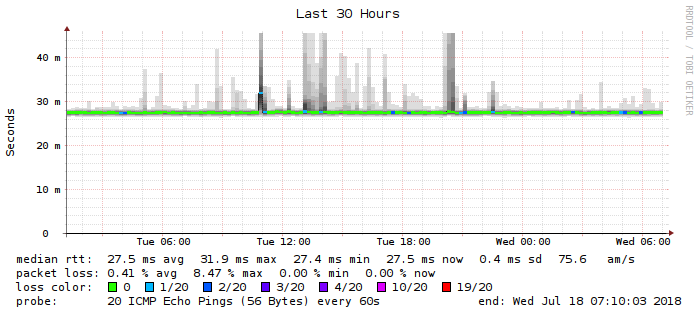 Last 30 Hours
RRDTOOL / TOBI OETIKER
Seconds
40 m
30 m
20 m
10 m
0
Tue 06:00 Tue 12:00 Tue 18:00 Wed 00:00 Wed 06:00
median rtt: 27.5 ms avg 31.9 ms max 27.4 ms min 27.5 ms now 0.4 ms sd 75.6 am/s
packet loss: 0.41 % avg 8.47 % max 0.00 % min 0.00 % now
loss color: 0 1/20 2/20 3/20 4/20 10/20 19/20
probe: 20 ICMP Echo Pings (56 Bytes) every 60s end: Wed Jul 18 07:10:03 2018